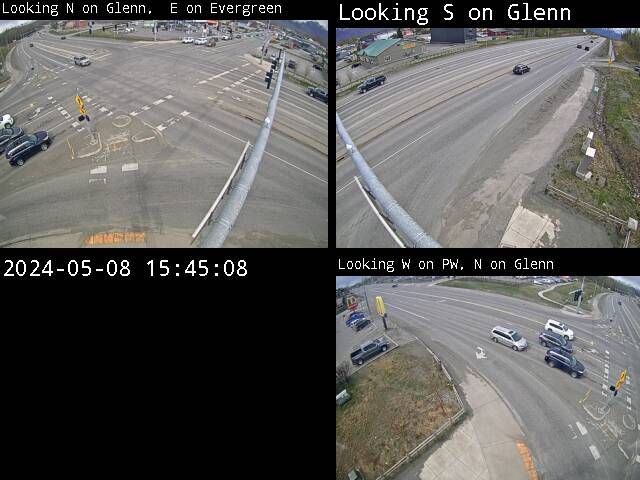 Looking N on Glenn,  E on Evergreen
Looking S on Glenn
2024-05-08 15:45:08
Looking W on PW, N on Glenn